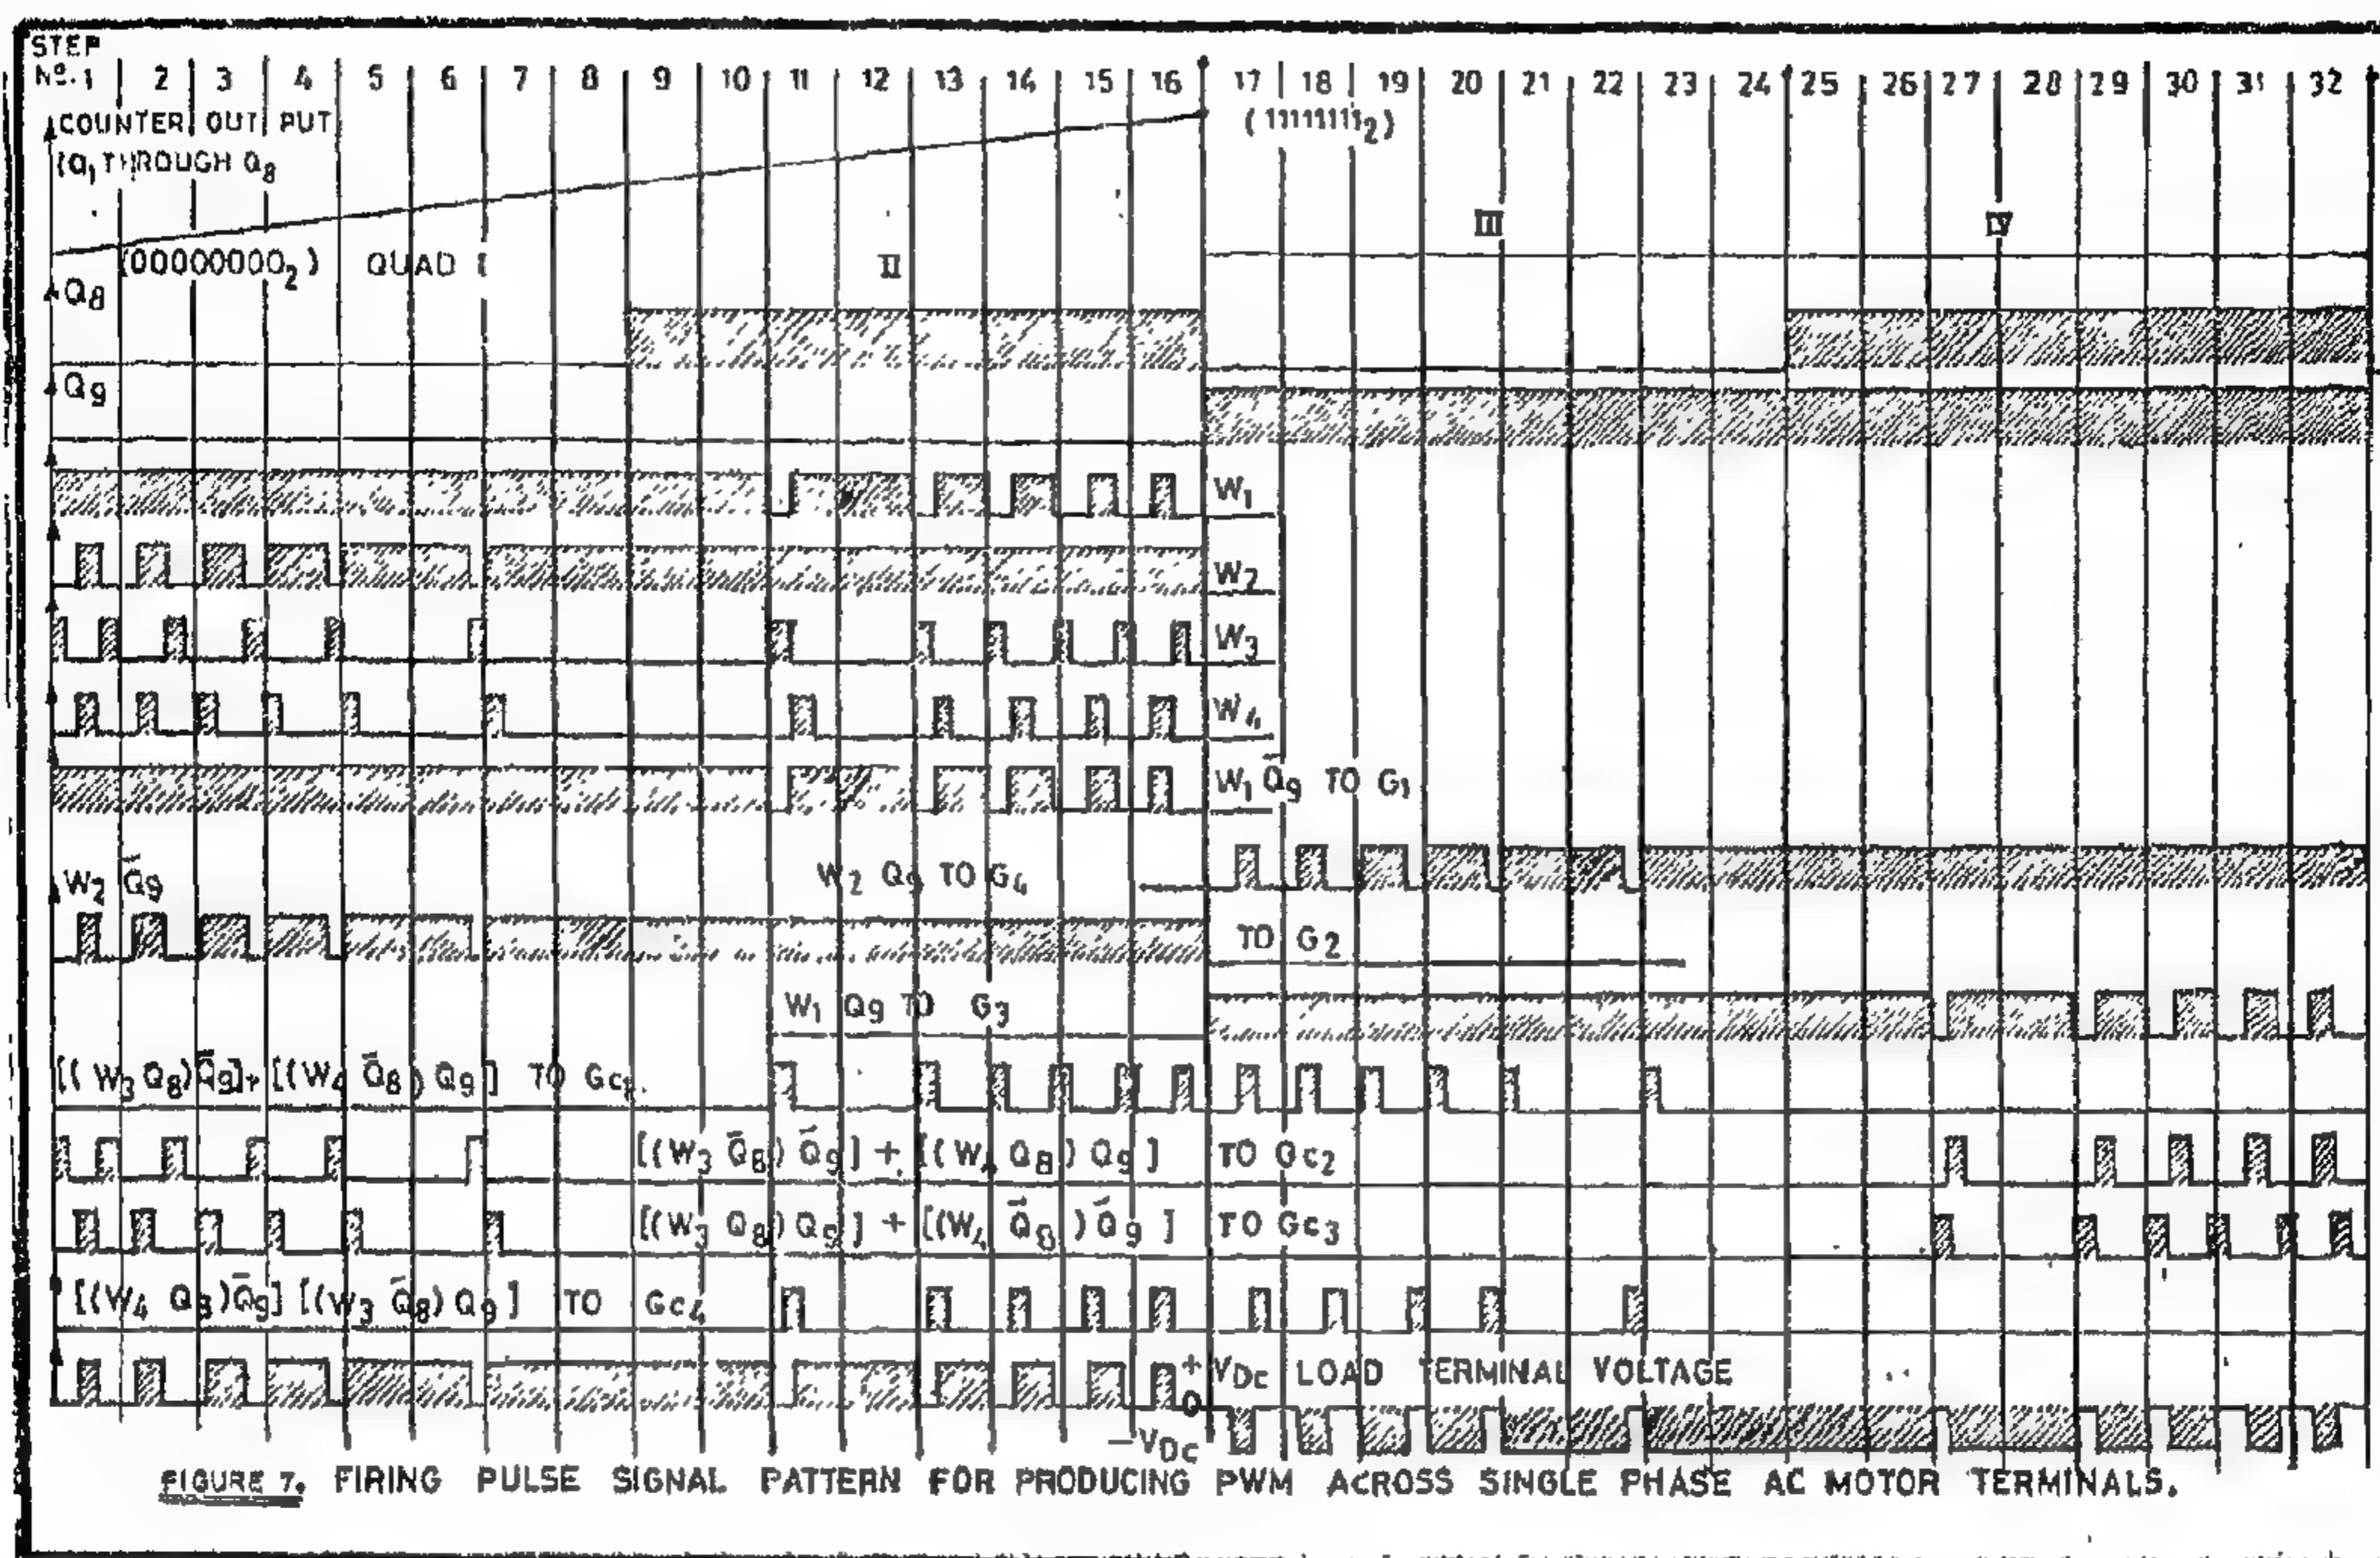 STEP
Nº. 1 2 3 4 5 6 7 8 9 10 11 12 13 14 15 16 17 18 19 20 21 22 23 24 25 26 27 28 29 30 31 32
COUNTER OUT PUT
(Q₁ THROUGH Q₈
(11111111₂)
(00000000₂) QUAD I II III IV
Q₈
Q₉
W₁
W₂
W₃
W₄
W₁ Q̄₉ TO G₁
W₂ Q₉ TO G₄
W₂ Q̄₉
TO G₂
W₁ Q₉ TO G₃
[(W₃ Q₈) Q̄₉]+ [(W₄ Q̄₈) Q₉] TO Gc₁
[(W₃ Q̄₈) Q̄₉] + [(W₄ Q₈) Q₉] TO Gc₂
[(W₃ Q₈) Q₉] + [(W₄ Q̄₈) Q̄₉] TO Gc₃
[(W₄ Q₈) Q̄₉] [(W₃ Q̄₈) Q₉] TO Gc₄
+ VDc LOAD TERMINAL VOLTAGE
0
—VDc
FIGURE 7. FIRING PULSE SIGNAL PATTERN FOR PRODUCING PWM ACROSS SINGLE PHASE AC MOTOR TERMINALS.